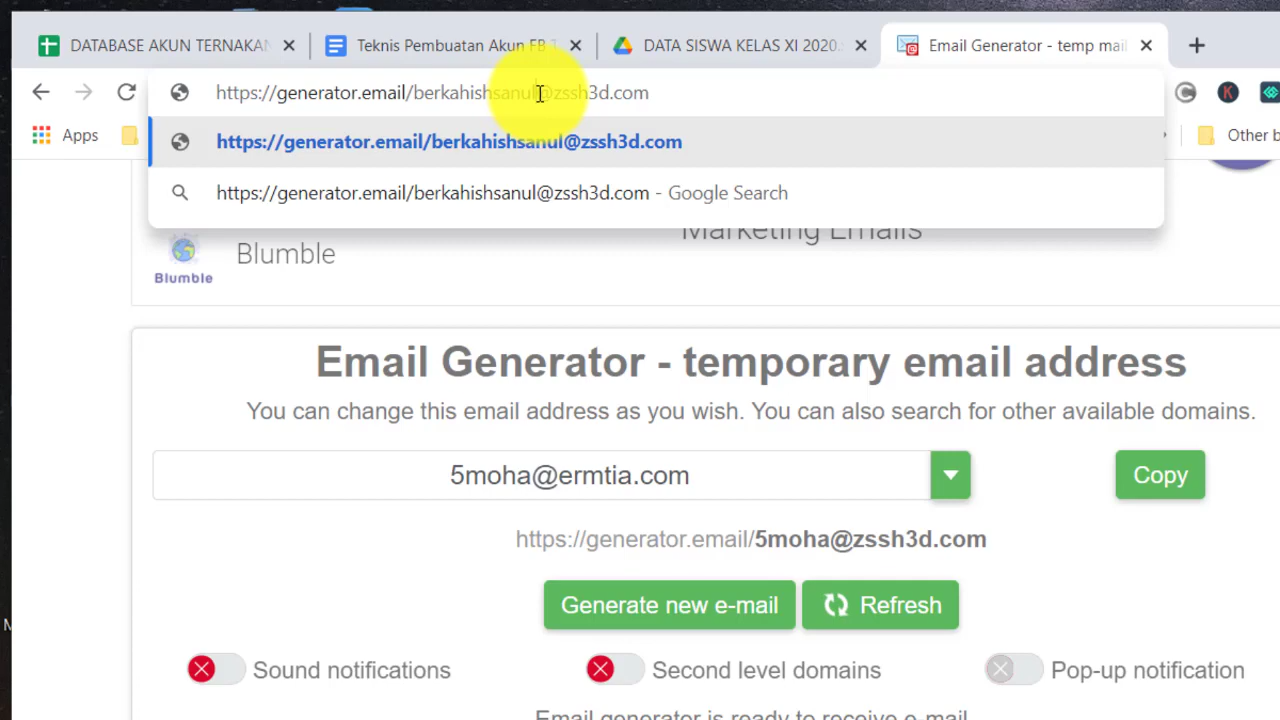 DATABASE AKUN TERNAKAN
Teknis Pembuatan Akun FB T
DATA SISWA KELAS XI 2020.
Email Generator - temp mail
https://generator.email/berkahishsanul@zssh3d.com
Apps
Other b
https://generator.email/berkahishsanul@zssh3d.com
https://generator.email/berkahishsanul@zssh3d.com - Google Search
Marketing Emails
Blumble
Blumble
Email Generator - temporary email address
You can change this email address as you wish. You can also search for other available domains.
5moha@ermtia.com
Copy
https://generator.email/5moha@zssh3d.com
Generate new e-mail
Refresh
Sound notifications
Second level domains
Pop-up notification
Email generator is ready to receive e-mail